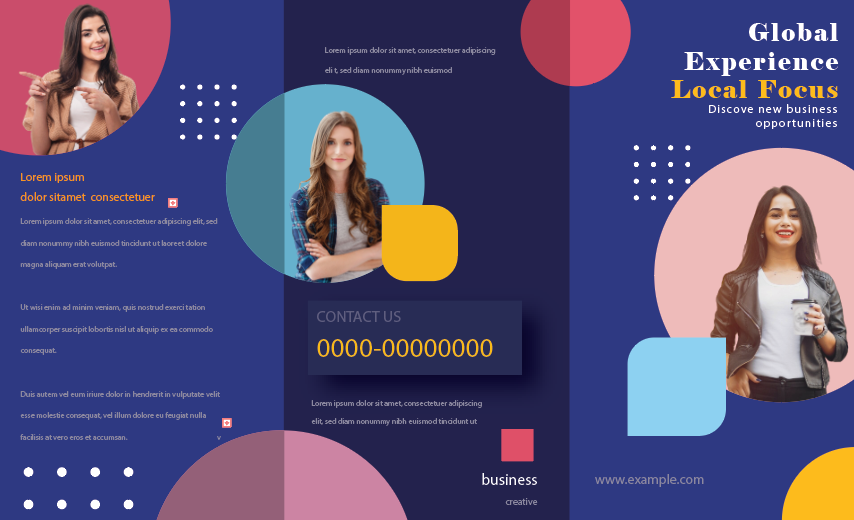 Lorem ipsum
dolor sitamet consectetuer
Lorem ipsum dolor sit amet, consectetuer adipiscing elit, sed
diam nonummy nibh euismod tincidunt ut laoreet dolore
magna aliquam erat volutpat.
Ut wisi enim ad minim veniam, quis nostrud exerci tation
ullamcorper suscipit lobortis nisl ut aliquip ex ea commodo
consequat.
Duis autem vel eum iriure dolor in hendrerit in vulputate velit
esse molestie consequat, vel illum dolore eu feugiat nulla
facilisis at vero eros et accumsan.
v
Lorem ipsum dolor sit amet, consectetuer adipiscing
eli t, sed diam nonummy nibh euismod
CONTACT US
0000-00000000
Lorem ipsum dolor sit amet, consectetuer adipiscing
elit, sed diam nonummy nibh euismod tincidunt ut
business
creative
Global
Experience
Local Focus
Discove new business
opportunities
www.example.com